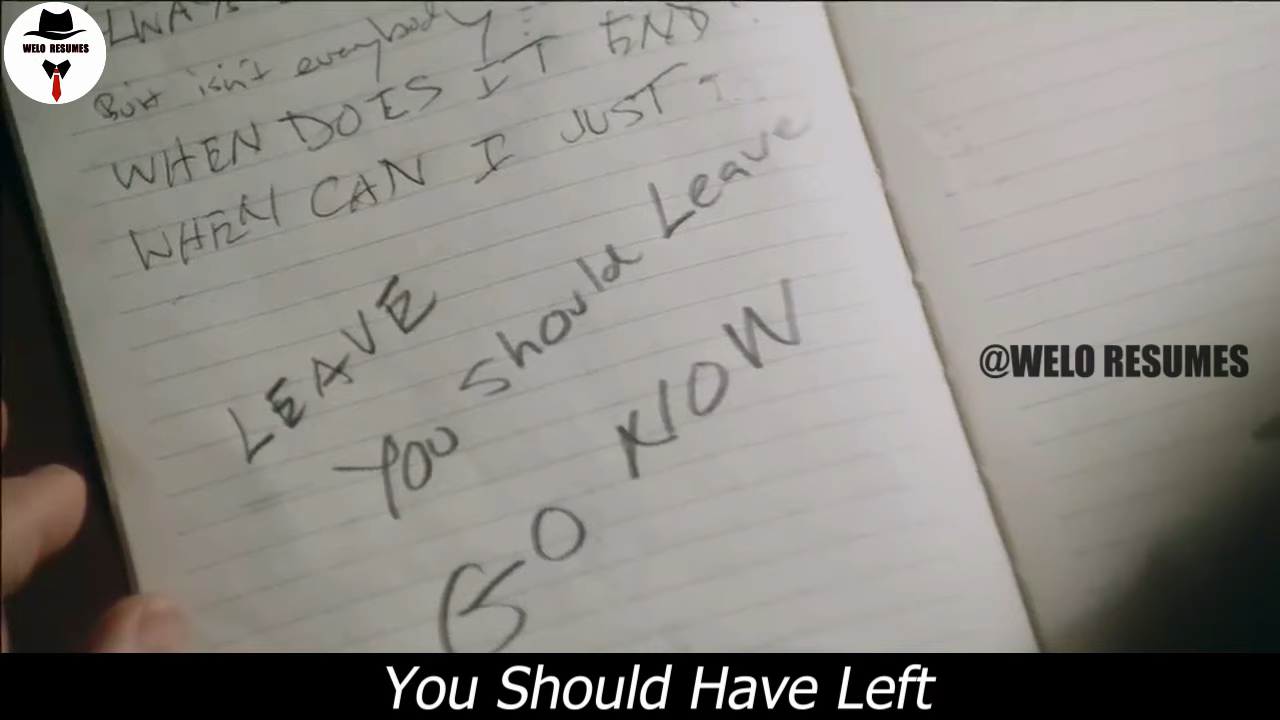 WELO RESUMES
But isn't everybody?
WHEN DOES IT END?
WHEN CAN I JUST
LEAVE
You should Leave
GO NOW
@WELO RESUMES
You Should Have Left